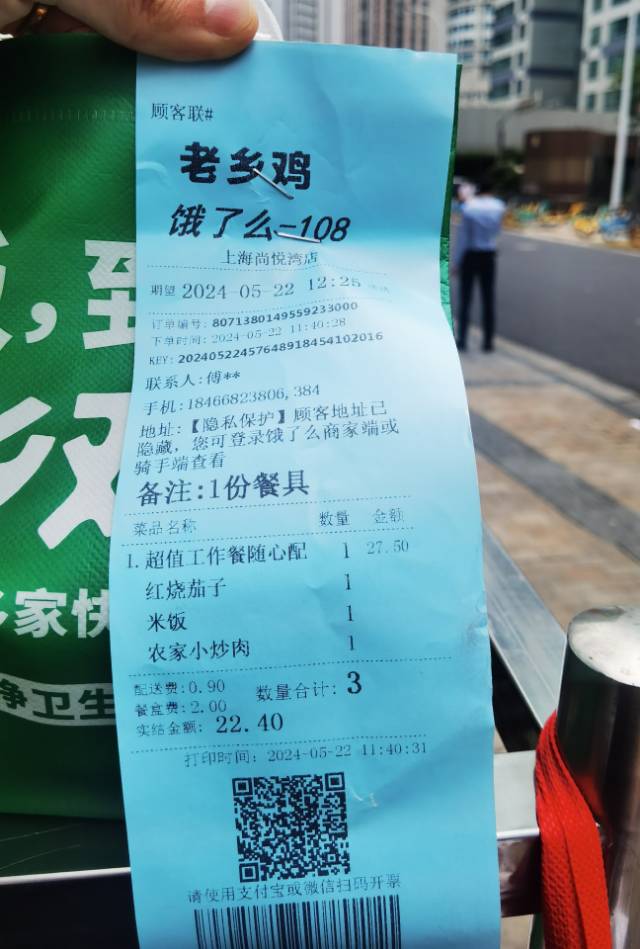 顾客联#
老乡鸡
饿了么-108
上海尚悦湾店
期望 2024-05-22 12:25
订单编号: 8071380149559233000
下单时间: 2024-05-22 11:40:28
KEY: 20240522457648918454102016
联系人: 傅**
手机:18466823806,384
地址:【隐私保护】顾客地址已
隐藏, 您可登录饿了么商家端或
骑手端查看
备注:1份餐具
菜品名称 数量 金额
1. 超值工作餐随心配 1 27.50
红烧茄子 1
米饭 1
农家小炒肉 1
配送费: 0.90 数量合计: 3
餐盒费: 2.00
实结金额: 22.40
打印时间: 2024-05-22 11:40:31
请使用支付宝或微信扫码开票
多家快
净卫生